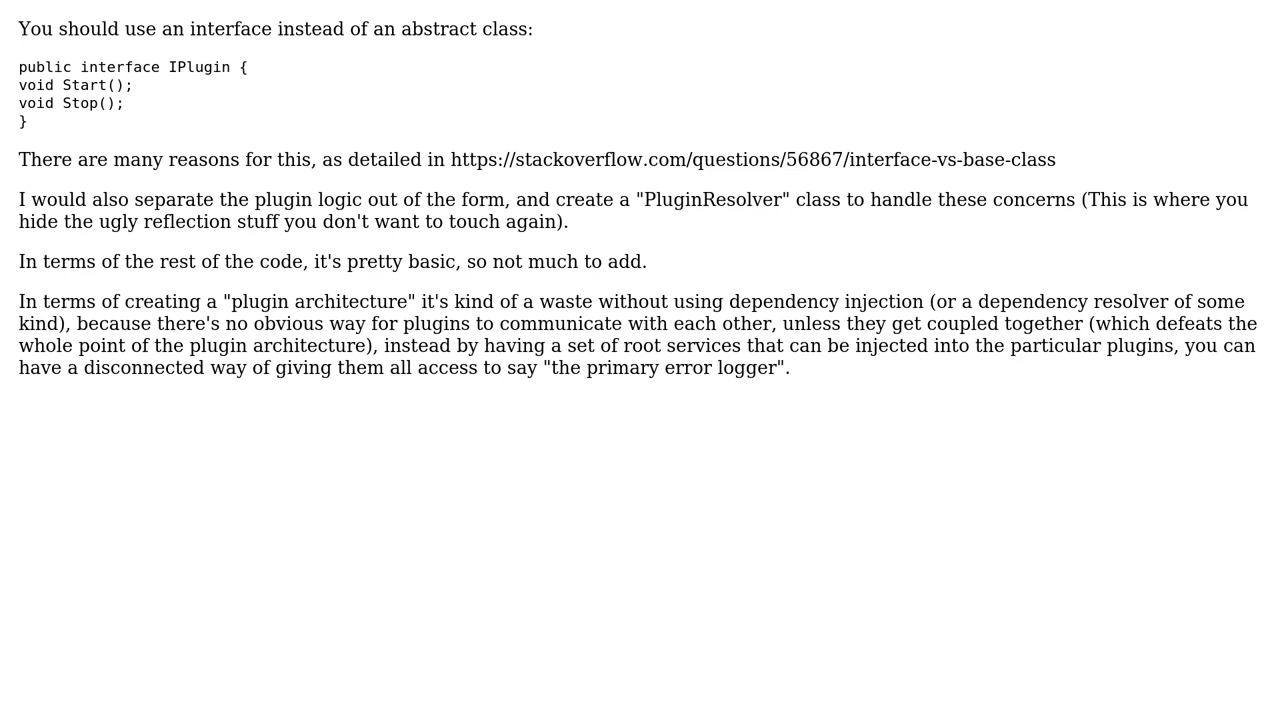 You should use an interface instead of an abstract class:
public interface IPlugin {
void Start();
void Stop();
}
There are many reasons for this, as detailed in https://stackoverflow.com/questions/56867/interface-vs-base-class
I would also separate the plugin logic out of the form, and create a "PluginResolver" class to handle these concerns (This is where you
hide the ugly reflection stuff you don't want to touch again).
In terms of the rest of the code, it's pretty basic, so not much to add.
In terms of creating a "plugin architecture" it's kind of a waste without using dependency injection (or a dependency resolver of some
kind), because there's no obvious way for plugins to communicate with each other, unless they get coupled together (which defeats the
whole point of the plugin architecture), instead by having a set of root services that can be injected into the particular plugins, you can
have a disconnected way of giving them all access to say "the primary error logger".